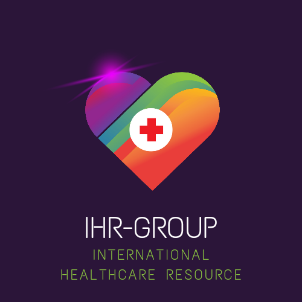 IHR-GROUP
INTERNATIONAL
HEALTHCARE RESOURCE